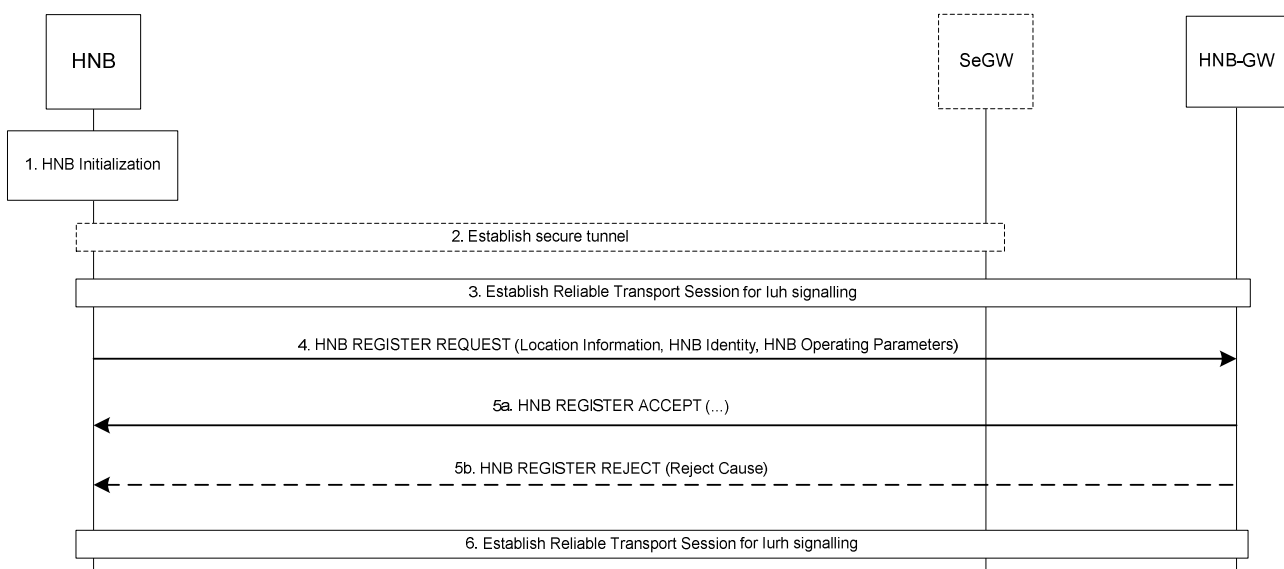 HNB
SeGW
HNB-GW
1. HNB Initialization
2. Establish secure tunnel
3. Establish Reliable Transport Session for Iuh signalling
4. HNB REGISTER REQUEST (Location Information, HNB Identity, HNB Operating Parameters)
5a. HNB REGISTER ACCEPT (...)
5b. HNB REGISTER REJECT (Reject Cause)
6. Establish Reliable Transport Session for Iurh signalling